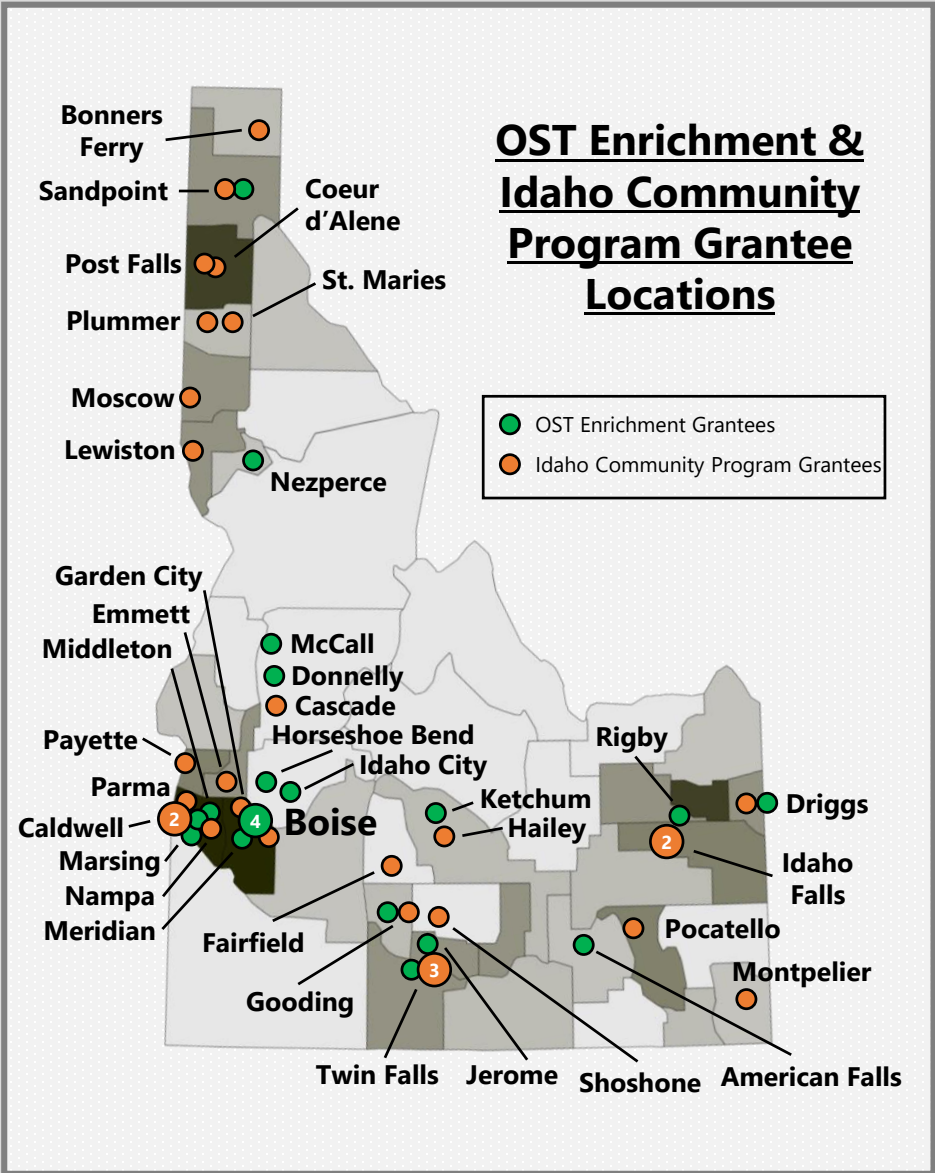 OST Enrichment &
Idaho Community
Program Grantee
Locations
Bonners
Ferry
Sandpoint
Coeur
d’Alene
Post Falls
St. Maries
Plummer
Moscow
Lewiston
Nezperce
OST Enrichment Grantees
Idaho Community Program Grantees
Garden City
Emmett
Middleton
McCall
Donnelly
Cascade
Horseshoe Bend
Idaho City
Payette
Parma
Caldwell
2
4
Boise
Marsing
Nampa
Meridian
Ketchum
Hailey
Rigby
Driggs
2
Idaho
Falls
Fairfield
Gooding
3
Pocatello
Montpelier
Twin Falls
Jerome
Shoshone
American Falls